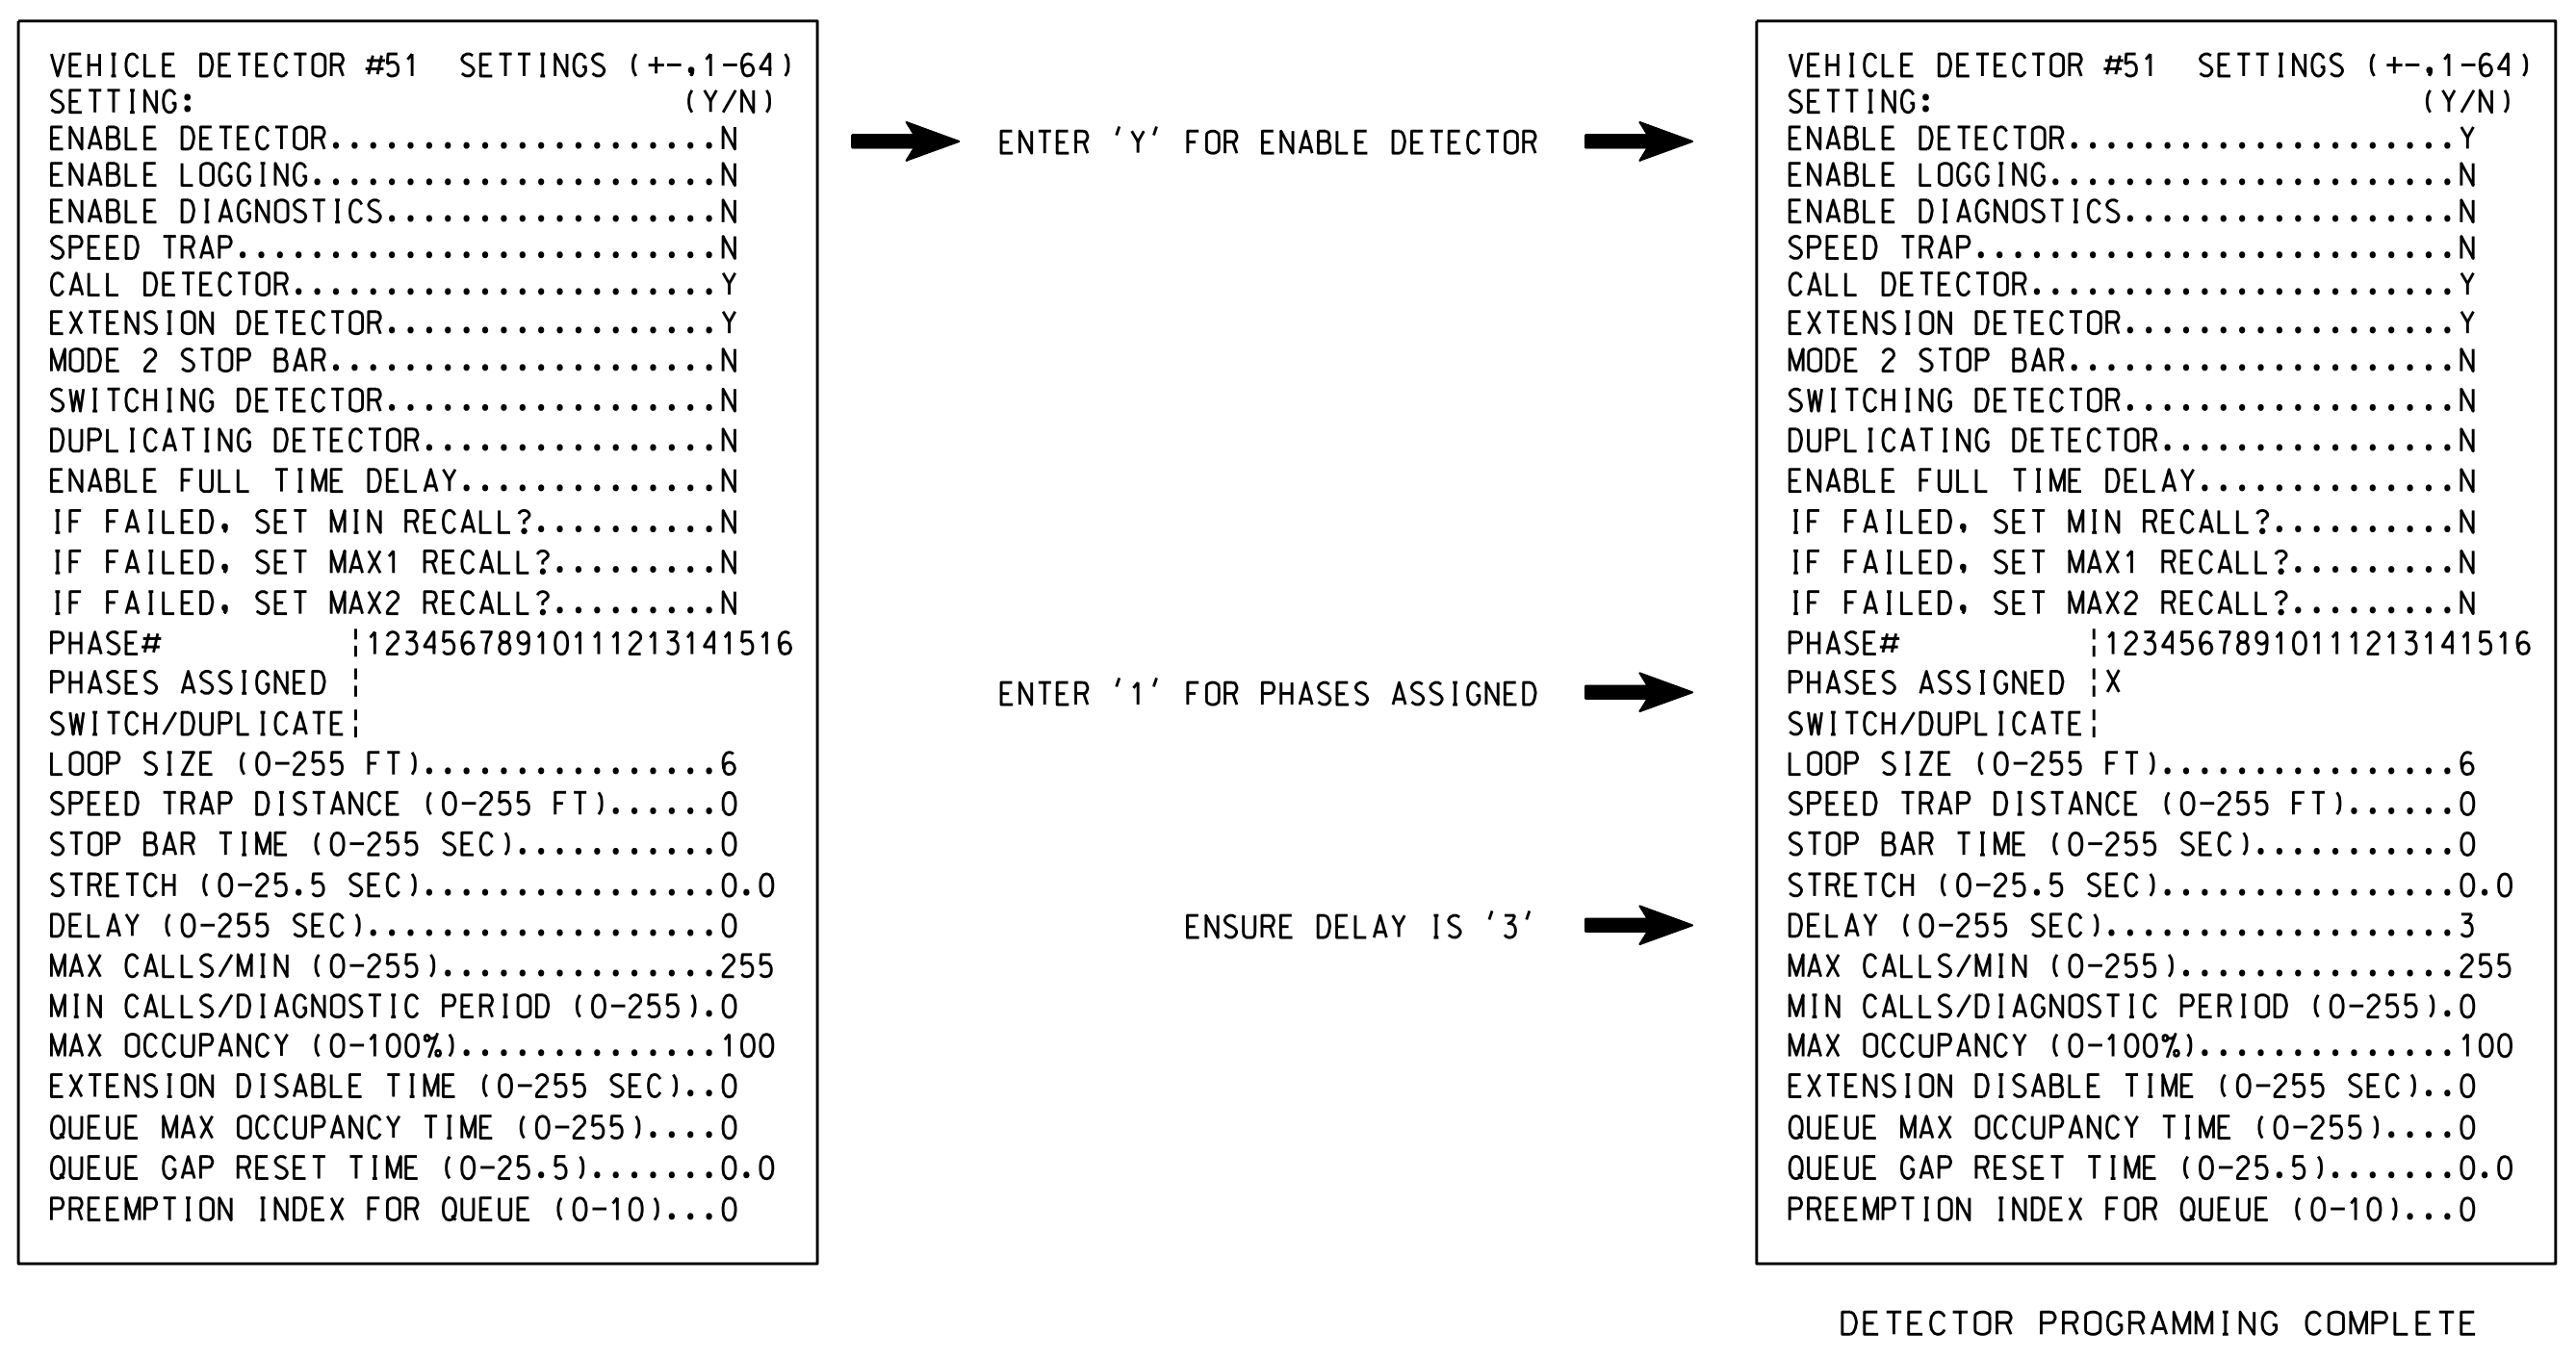 VEHICLE DETECTOR #51  SETTINGS (+-,1-64)
SETTING:                          (Y/N)
ENABLE DETECTOR.....................N
ENABLE LOGGING......................N
ENABLE DIAGNOSTICS..................N
SPEED TRAP..........................N
CALL DETECTOR.......................Y
EXTENSION DETECTOR..................Y
MODE 2 STOP BAR.....................N
SWITCHING DETECTOR..................N
DUPLICATING DETECTOR................N
ENABLE FULL TIME DELAY..............N
IF FAILED, SET MIN RECALL?..........N
IF FAILED, SET MAX1 RECALL?.........N
IF FAILED, SET MAX2 RECALL?.........N
PHASE#          ¦12345678910111213141516
PHASES ASSIGNED ¦
SWITCH/DUPLICATE¦
LOOP SIZE (0-255 FT)................6
SPEED TRAP DISTANCE (0-255 FT)......0
STOP BAR TIME (0-255 SEC)...........0
STRETCH (0-25.5 SEC)................0.0
DELAY (0-255 SEC)...................0
MAX CALLS/MIN (0-255)...............255
MIN CALLS/DIAGNOSTIC PERIOD (0-255).0
MAX OCCUPANCY (0-100%)..............100
EXTENSION DISABLE TIME (0-255 SEC)..0
QUEUE MAX OCCUPANCY TIME (0-255)....0
QUEUE GAP RESET TIME (0-25.5).......0.0
PREEMPTION INDEX FOR QUEUE (0-10)...0
ENTER 'Y' FOR ENABLE DETECTOR
ENTER '1' FOR PHASES ASSIGNED
ENSURE DELAY IS '3'
VEHICLE DETECTOR #51  SETTINGS (+-,1-64)
SETTING:                          (Y/N)
ENABLE DETECTOR.....................Y
ENABLE LOGGING......................N
ENABLE DIAGNOSTICS..................N
SPEED TRAP..........................N
CALL DETECTOR.......................Y
EXTENSION DETECTOR..................Y
MODE 2 STOP BAR.....................N
SWITCHING DETECTOR..................N
DUPLICATING DETECTOR................N
ENABLE FULL TIME DELAY..............N
IF FAILED, SET MIN RECALL?..........N
IF FAILED, SET MAX1 RECALL?.........N
IF FAILED, SET MAX2 RECALL?.........N
PHASE#          ¦12345678910111213141516
PHASES ASSIGNED ¦X
SWITCH/DUPLICATE¦
LOOP SIZE (0-255 FT)................6
SPEED TRAP DISTANCE (0-255 FT)......0
STOP BAR TIME (0-255 SEC)...........0
STRETCH (0-25.5 SEC)................0.0
DELAY (0-255 SEC)...................3
MAX CALLS/MIN (0-255)...............255
MIN CALLS/DIAGNOSTIC PERIOD (0-255).0
MAX OCCUPANCY (0-100%)..............100
EXTENSION DISABLE TIME (0-255 SEC)..0
QUEUE MAX OCCUPANCY TIME (0-255)....0
QUEUE GAP RESET TIME (0-25.5).......0.0
PREEMPTION INDEX FOR QUEUE (0-10)...0
DETECTOR PROGRAMMING COMPLETE